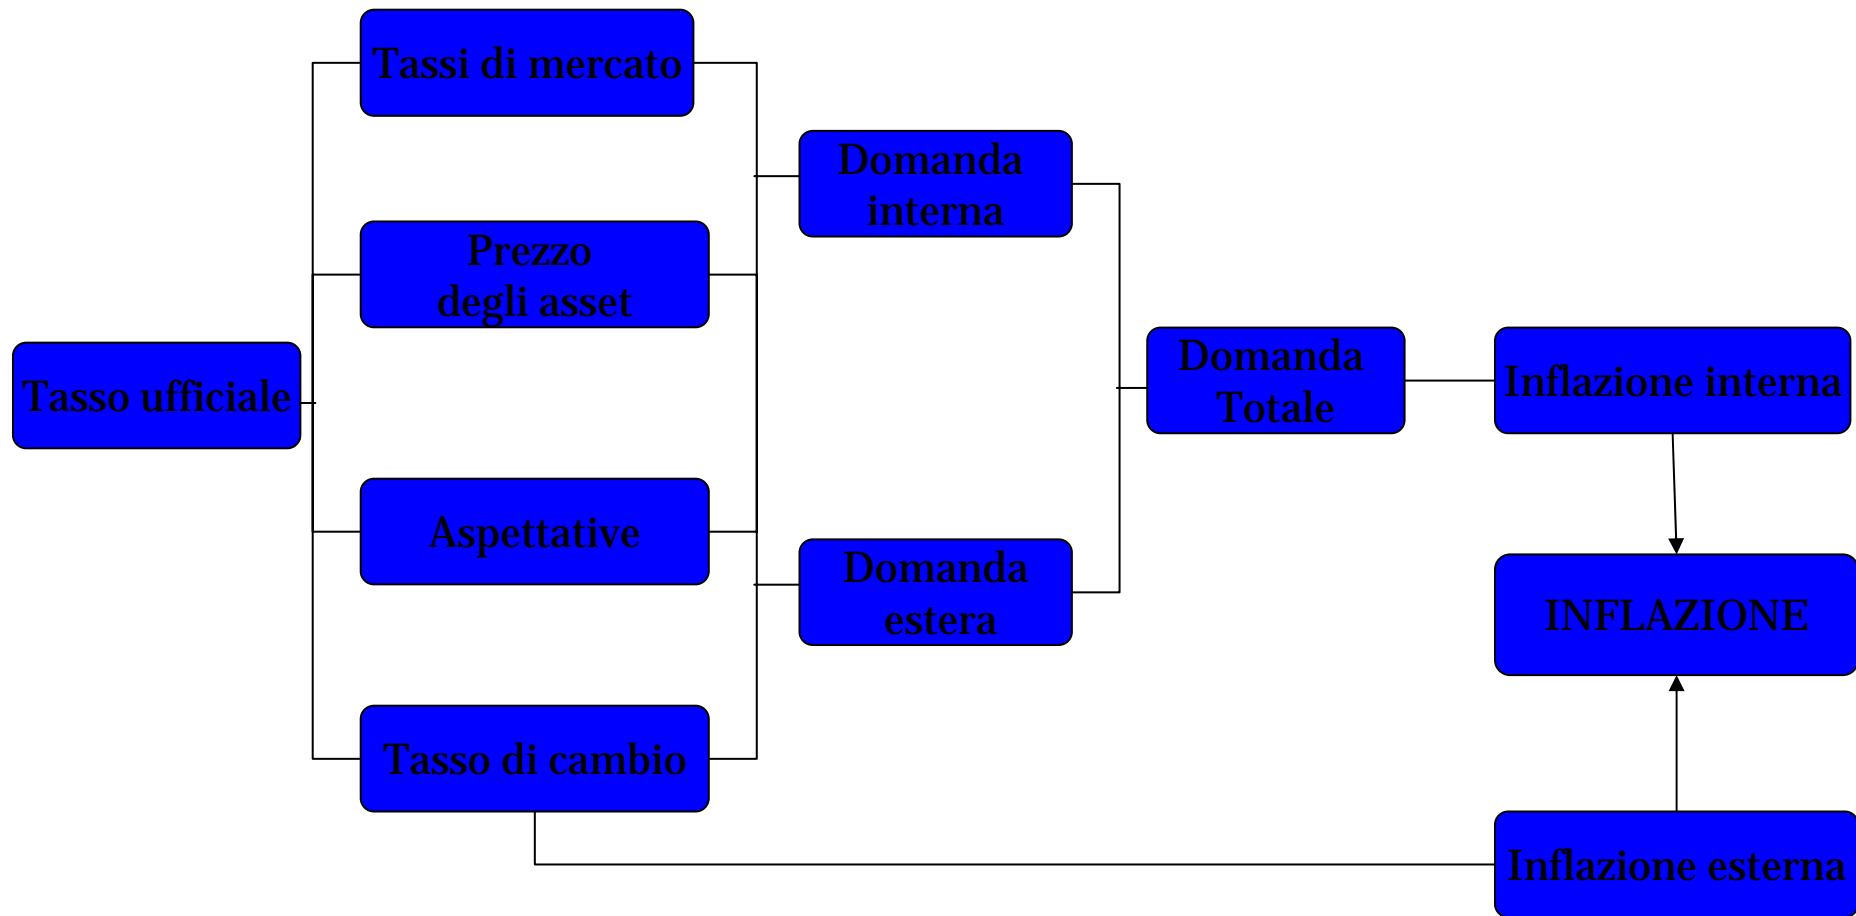 Tassi di mercato
Domanda
interna
Prezzo
degli asset
Tasso ufficiale
Domanda
Totale
Inflazione interna
Aspettative
Domanda
estera
INFLAZIONE
Tasso di cambio
Inflazione esterna